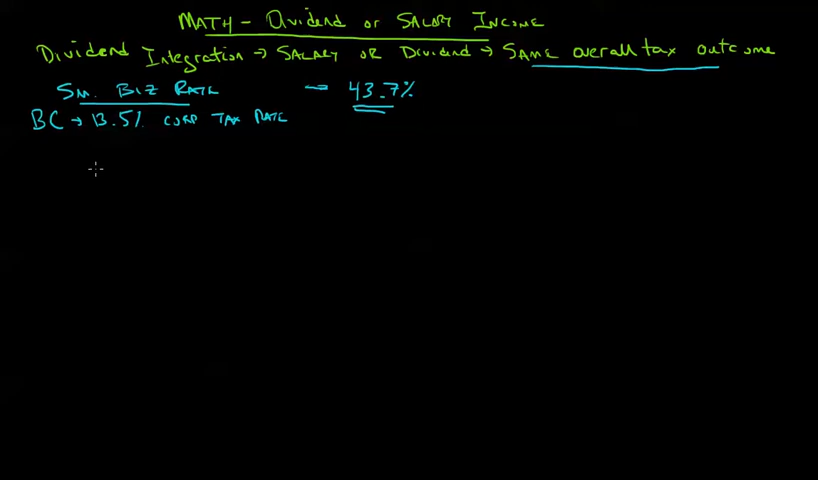 MATH - Dividend or SALARY INCOME
Dividend Integration → SALARY OR Dividend → SAME overall tax outcome
SM. BIZ RATE → 43.7%
BC → 13.5% CORP TAX RATE